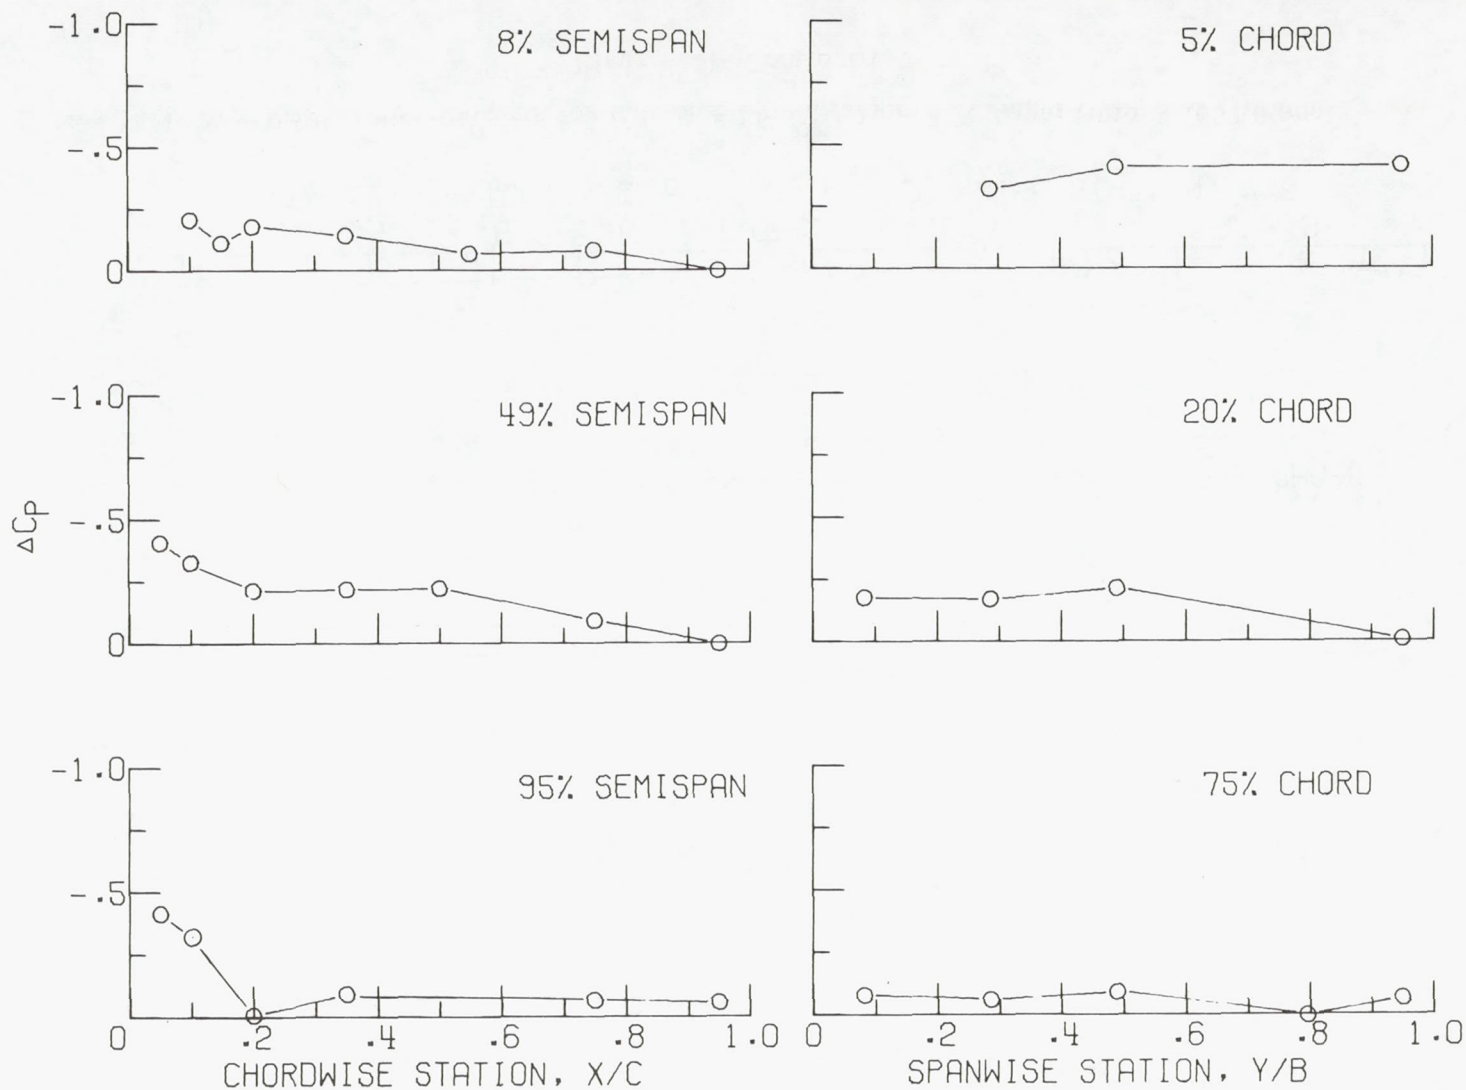 8% SEMISPAN
-1.0
-.5
0
5% CHORD
49% SEMISPAN
-1.0
-.5
0
ΔCp
20% CHORD
95% SEMISPAN
-1.0
-.5
0 .2 .4 .6 .8 1.0
CHORDWISE STATION, X/C
75% CHORD
0 .2 .4 .6 .8 1.0
SPANWISE STATION, Y/B